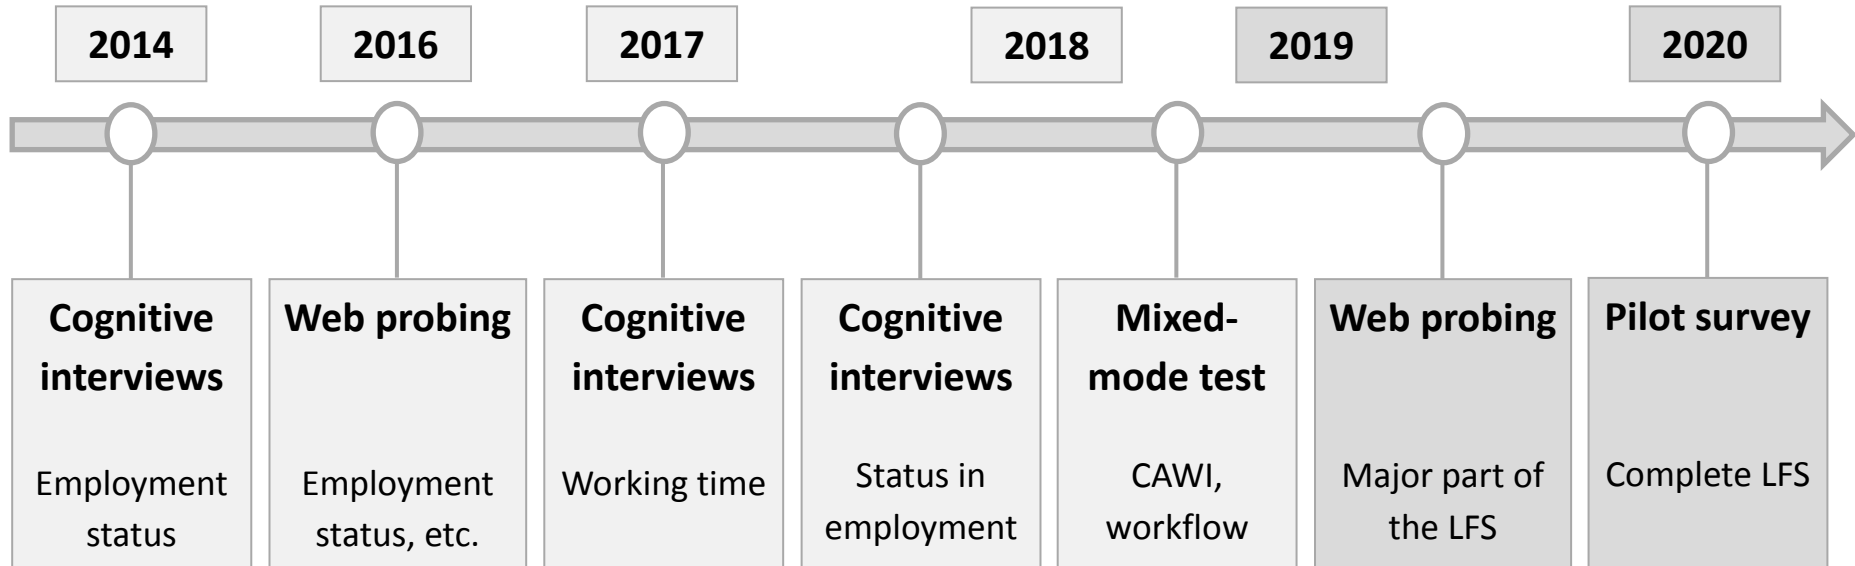 2014
2016
2017
2018
2019
2020
Cognitive
interviews
Employment
status
Web probing
Employment
status, etc.
Cognitive
interviews
Working time
Cognitive
interviews
Status in
employment
Mixed-
mode test
CAWI,
workflow
Web probing
Major part of
the LFS
Pilot survey
Complete LFS